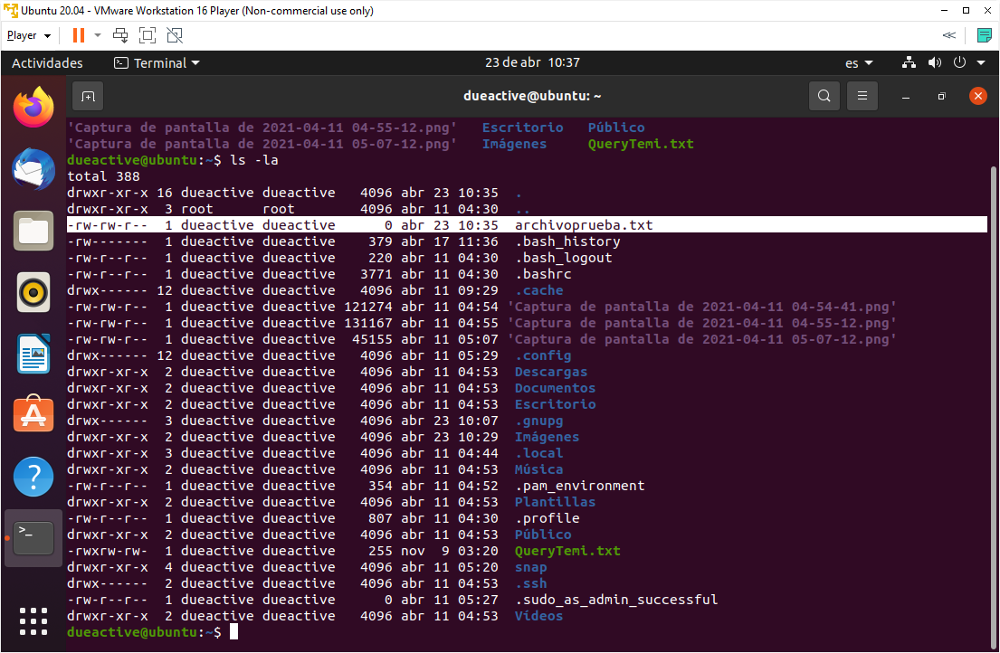 Ubuntu 20.04 - VMware Workstation 16 Player (Non-commercial use only)
Player
Actividades Terminal 23 de abr 10:37 es
dueactive@ubuntu: ~
'Captura de pantalla de 2021-04-11 04-55-12.png' Escritorio Público
'Captura de pantalla de 2021-04-11 05-07-12.png' Imágenes QueryTemi.txt
dueactive@ubuntu:~$ ls -la
total 388
drwxr-xr-x 16 dueactive dueactive 4096 abr 23 10:35 .
drwxr-xr-x 3 root root 4096 abr 11 04:30 ..
-rw-rw-r-- 1 dueactive dueactive 0 abr 23 10:35 archivoprueba.txt
-rw------- 1 dueactive dueactive 379 abr 17 11:36 .bash_history
-rw-r--r-- 1 dueactive dueactive 220 abr 11 04:30 .bash_logout
-rw-r--r-- 1 dueactive dueactive 3771 abr 11 04:30 .bashrc
drwx------ 12 dueactive dueactive 4096 abr 11 09:29 .cache
-rw-rw-r-- 1 dueactive dueactive 121274 abr 11 04:54 'Captura de pantalla de 2021-04-11 04-54-41.png'
-rw-rw-r-- 1 dueactive dueactive 131167 abr 11 04:55 'Captura de pantalla de 2021-04-11 04-55-12.png'
-rw-rw-r-- 1 dueactive dueactive 45155 abr 11 05:07 'Captura de pantalla de 2021-04-11 05-07-12.png'
drwx------ 12 dueactive dueactive 4096 abr 11 05:29 .config
drwxr-xr-x 2 dueactive dueactive 4096 abr 11 04:53 Descargas
drwxr-xr-x 2 dueactive dueactive 4096 abr 11 04:53 Documentos
drwxr-xr-x 2 dueactive dueactive 4096 abr 11 04:53 Escritorio
drwx------ 3 dueactive dueactive 4096 abr 23 10:07 .gnupg
drwxr-xr-x 2 dueactive dueactive 4096 abr 23 10:29 Imágenes
drwxr-xr-x 3 dueactive dueactive 4096 abr 11 04:44 .local
drwxr-xr-x 2 dueactive dueactive 4096 abr 11 04:53 Música
-rw-r--r-- 1 dueactive dueactive 354 abr 11 04:52 .pam_environment
drwxr-xr-x 2 dueactive dueactive 4096 abr 11 04:53 Plantillas
-rw-r--r-- 1 dueactive dueactive 807 abr 11 04:30 .profile
drwxr-xr-x 2 dueactive dueactive 4096 abr 11 04:53 Público
-rwxrw-rw- 1 dueactive dueactive 255 nov 9 03:20 QueryTemi.txt
drwxr-xr-x 4 dueactive dueactive 4096 abr 11 05:20 snap
drwx------ 2 dueactive dueactive 4096 abr 11 04:53 .ssh
-rw-r--r-- 1 dueactive dueactive 0 abr 11 05:27 .sudo_as_admin_successful
drwxr-xr-x 2 dueactive dueactive 4096 abr 11 04:53 Vídeos
dueactive@ubuntu:~$